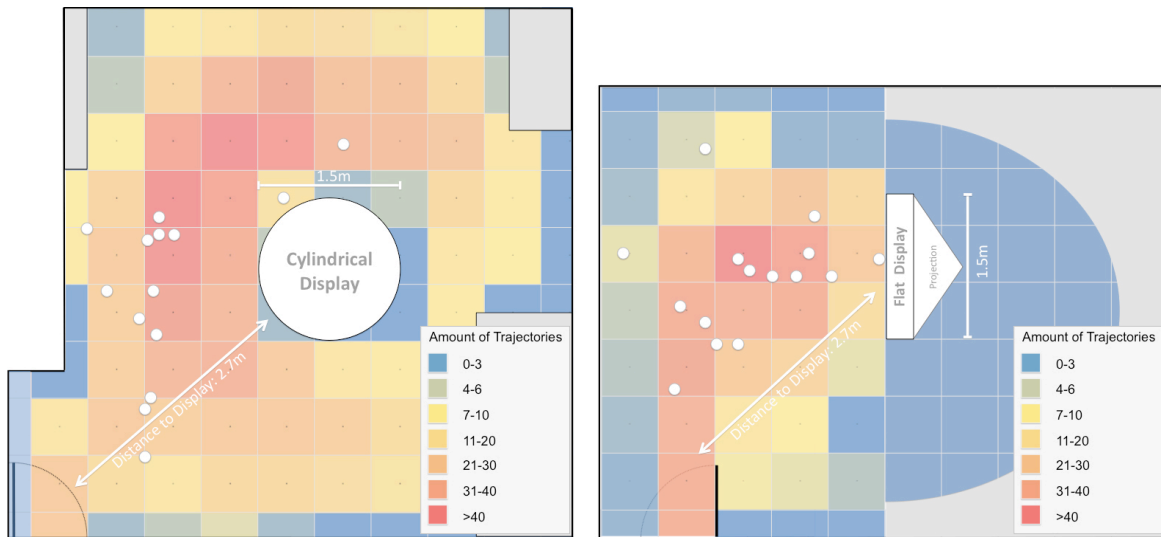 1.5m
Cylindrical
Display
Distance to Display: 2.7m
Amount of Trajectories
0-3
4-6
7-10
11-20
21-30
31-40
>40
Flat Display
Projection
1.5m
Distance to Display: 2.7m
Amount of Trajectories
0-3
4-6
7-10
11-20
21-30
31-40
>40